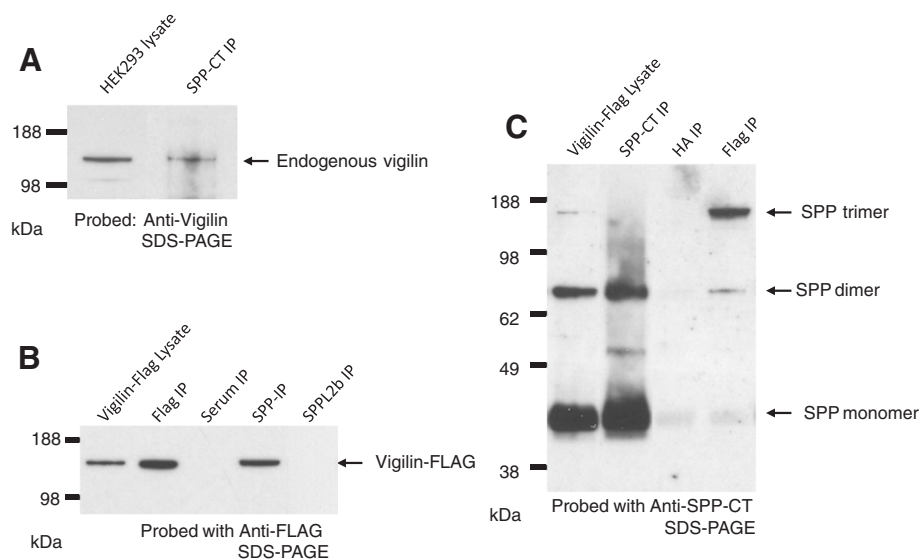 A
HEK293 lysate
SPP-CT IP
188
98
kDa
Endogenous vigilin
Probed: Anti-Vigilin
SDS-PAGE
B
Vigilin-Flag Lysate
Flag IP
Serum IP
SPP-IP
SPPL2b IP
188
98
kDa
Vigilin-FLAG
Probed with Anti-FLAG
SDS-PAGE
C
Vigilin-Flag Lysate
SPP-CT IP
HA IP
Flag IP
188
98
62
49
38
kDa
SPP trimer
SPP dimer
SPP monomer
Probed with Anti-SPP-CT
SDS-PAGE